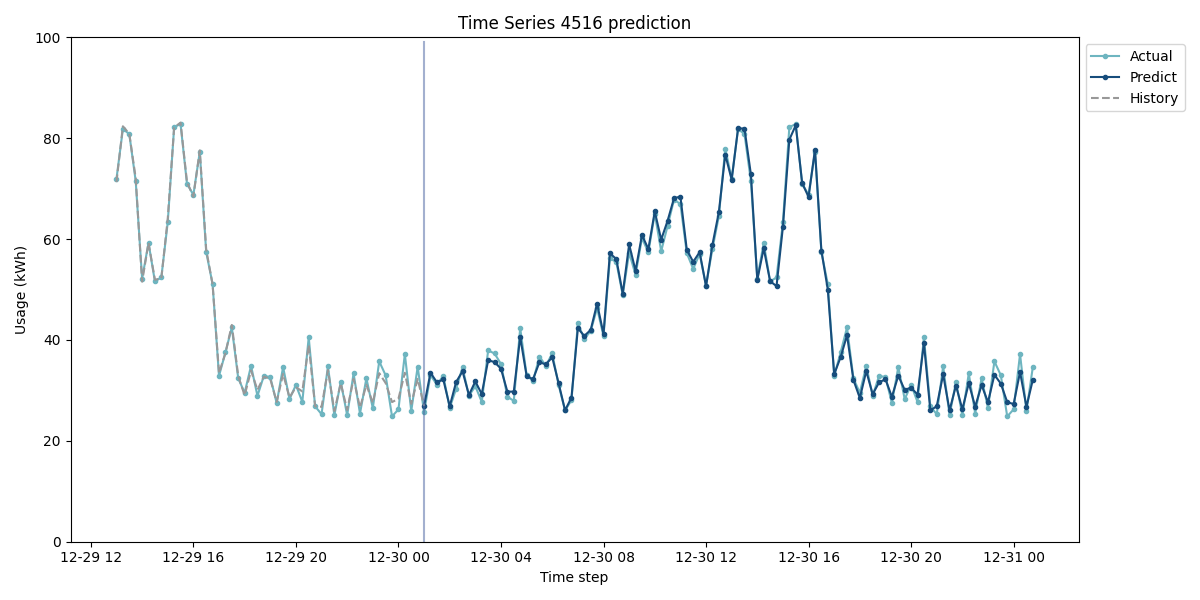 Time Series 4516 prediction
100
80
60
40
20
0
Usage (kWh)
12-29 12
12-29 16
12-29 20
12-30 00
12-30 04
12-30 08
12-30 12
12-30 16
12-30 20
12-31 00
Time step
Actual
Predict
History